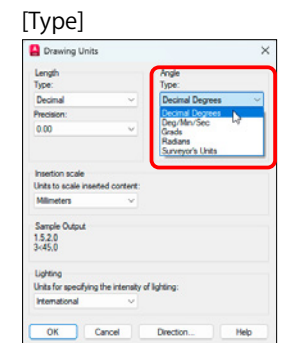 [Type]
Drawing Units
Length
Type:
Decimal
Precision:
0.00
Angle
Type:
Decimal Degrees
Decimal Degrees
Deg/Min/Sec
Grads
Radians
Surveyor's Units
Insertion scale
Units to scale inserted content:
Millimeters
Sample Output
1.5,2,0
3<45,0
Lighting
Units for specifying the intensity of lighting:
International
OK Cancel Direction... Help